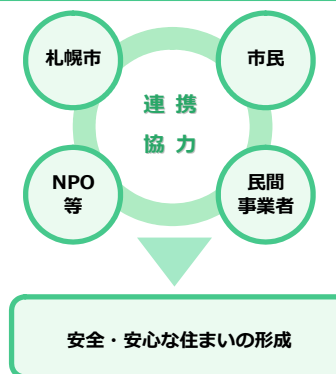 札幌市
市民
連 携
協 力
NPO
等
民間
事業者
安全・安心な住まいの形成